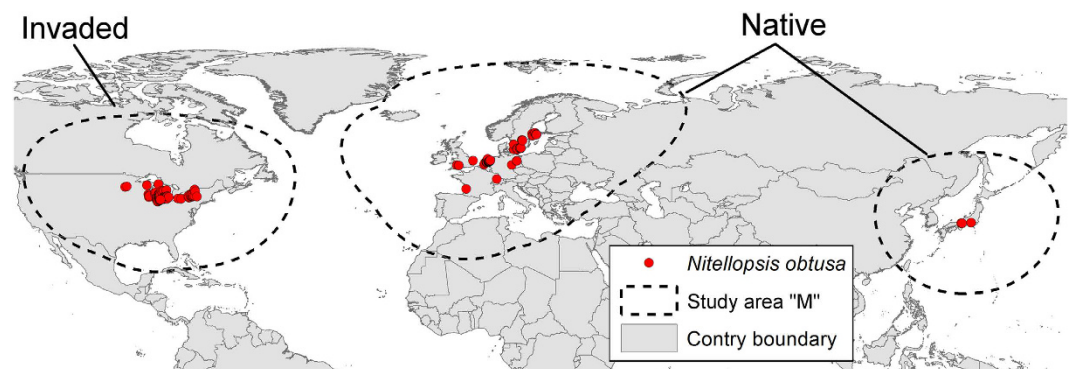 Invaded
Native
Nitellopsis obtusa
Study area "M"
Contry boundary